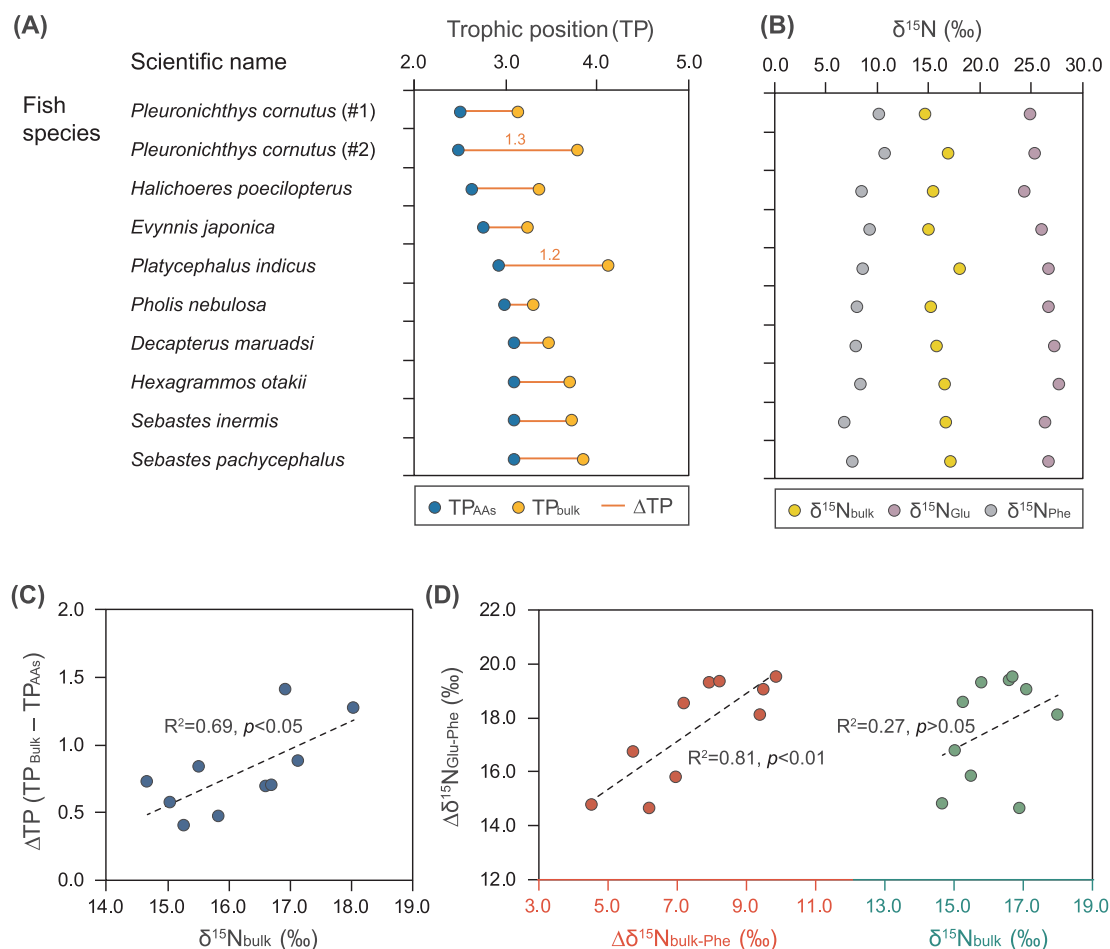 (A)
Trophic position (TP)
Scientific name
2.0 3.0 4.0 5.0
Fish species
Pleuronichthys cornutus (#1)
Pleuronichthys cornutus (#2)
1.3
Halichoeres poecilopterus
Evynnis japonica
Platycephalus indicus
1.2
Pholis nebulosa
Decapterus maruadsi
Hexagrammos otakii
Sebastes inermis
Sebastes pachycephalus
TPAAs TPbulk ΔTP
(B)
δ15N (‰)
0.0 5.0 10.0 15.0 20.0 25.0 30.0
δ15Nbulk δ15NGlu δ15NPhe
(C)
ΔTP (TP Bulk – TPAAs)
2.0
1.5
1.0
0.5
0.0
R2=0.69, p<0.05
14.0 15.0 16.0 17.0 18.0 19.0
δ15Nbulk (‰)
(D)
Δδ15NGlu-Phe
(‰)
22.0
20.0
18.0
16.0
14.0
12.0
R2=0.81, p<0.01
R2=0.27, p>0.05
3.0 5.0 7.0 9.0 11.0 13.0 15.0 17.0 19.0
Δδ15Nbulk-Phe (‰)
δ15Nbulk (‰)